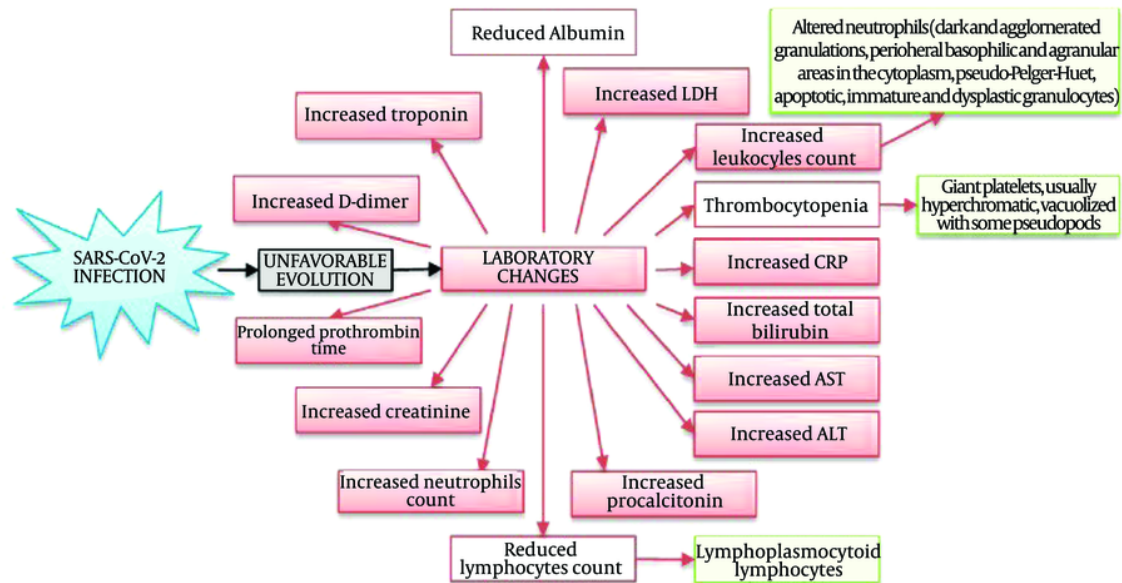 Reduced Albumin
Altered neutrophils (dark and agglomerated
granulations, perioheral basophilic and agranular
areas in the cytoplasm, pseudo-Pelger-Huet,
apoptotic, immature and dysplastic granulocytes)
Increased LDH
Increased troponin
Increased
leukocyles count
Increased D-dimer
Thrombocytopenia
Giant platelets, usually
hyperchromatic, vacuolized
with some pseudopods
SARS-CoV-2
INFECTION
UNFAVORABLE
EVOLUTION
LABORATORY
CHANGES
Increased CRP
Prolonged prothrombin
time
Increased total
bilirubin
Increased AST
Increased creatinine
Increased ALT
Increased neutrophils
count
Increased
procalcitonin
Reduced
lymphocytes count
Lymphoplasmocytoid
lymphocytes